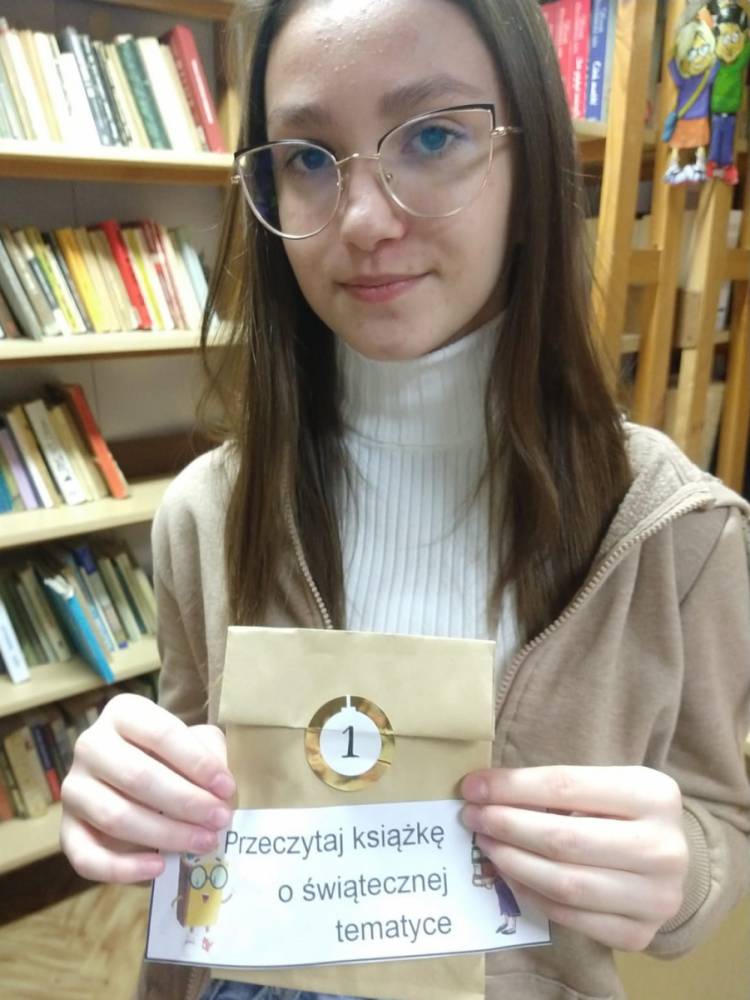 1
Przeczytaj książkę
o świątecznej
tematyce